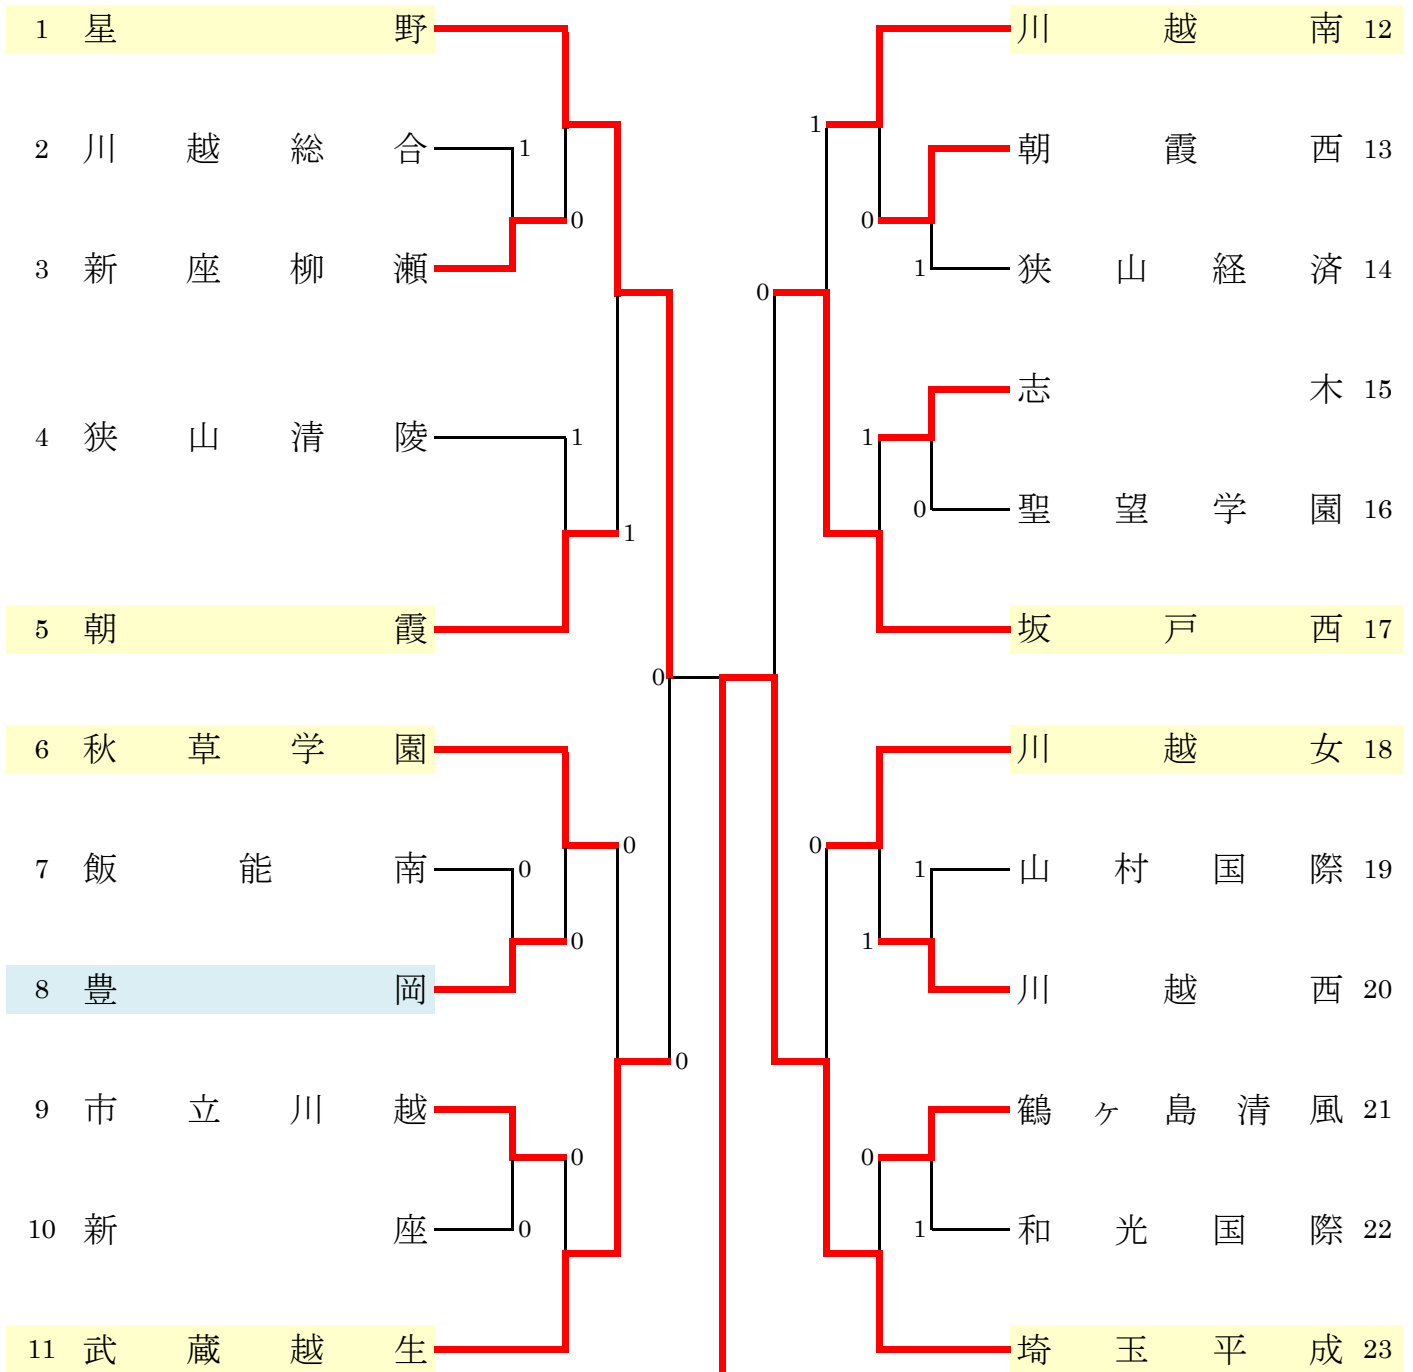 1 星野
川越南 12
2 川越総合 1
1
朝霞西 13
3 新座柳瀬
0
0
狭山経済 14
1
0
志木 15
4 狭山清陵 1
1
聖望学園 16
0
1
5 朝霞
坂戸西 17
0
6 秋草学園
川越女 18
0
0
7 飯能南 0
1 山村国際 19
0
1
8 豊岡
川越西 20
0
9 市立川越
鶴ヶ島清風 21
0
0
10 新座 0
1 和光国際 22
11 武蔵越生
埼玉平成 23